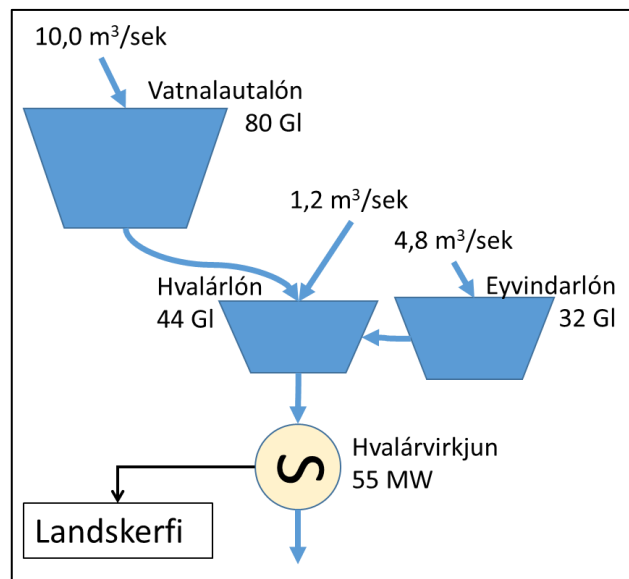 10,0 m³/sek
Vatnalautalón
80 Gl
1,2 m³/sek
4,8 m³/sek
Hvalárlón
44 Gl
Eyvindarlón
32 Gl
Hvalárvirkjun
55 MW
Landskerfi